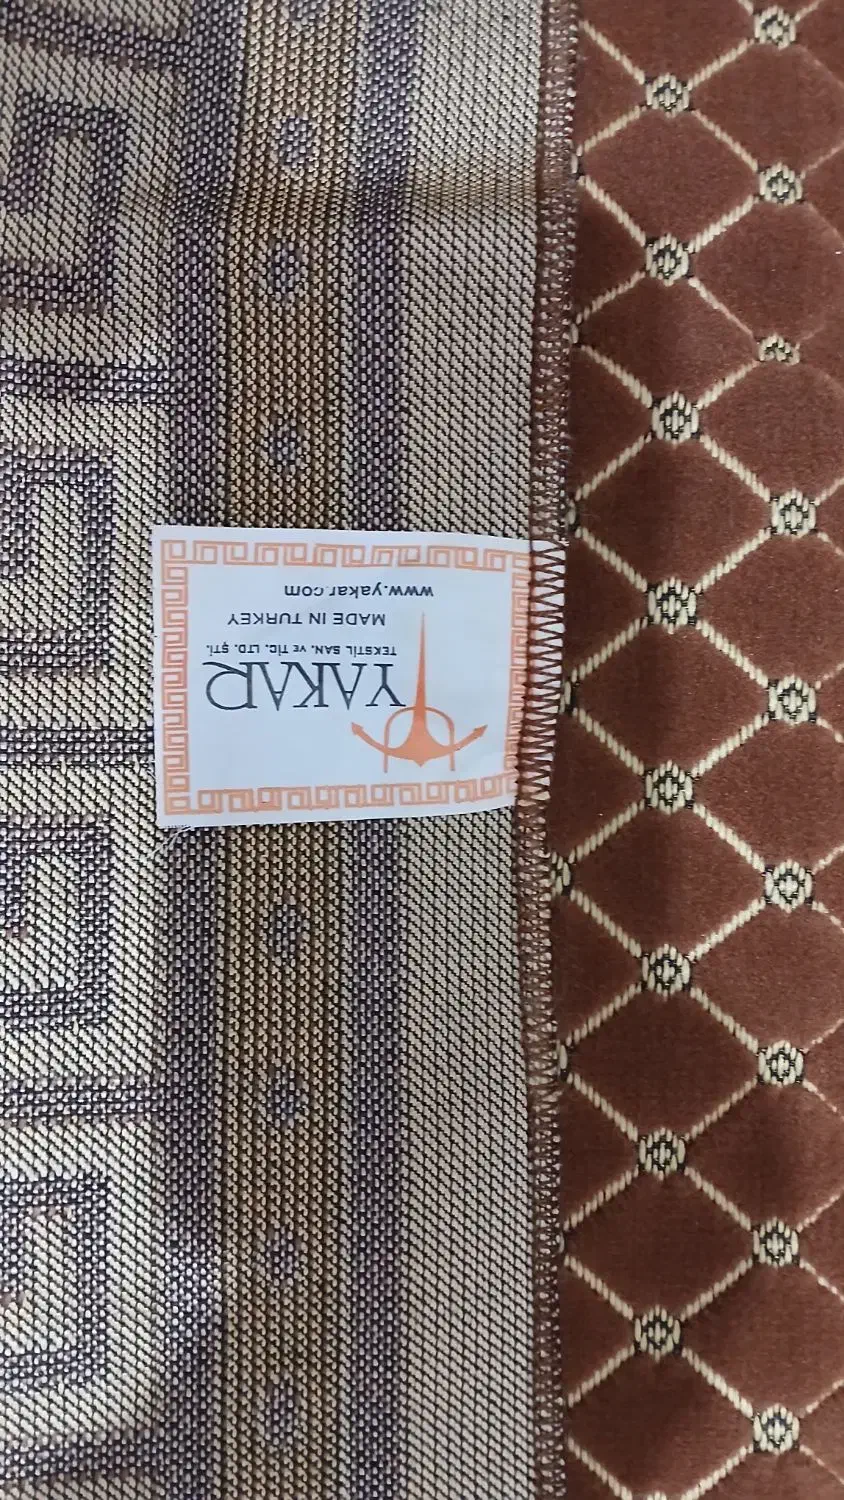 YAKAR
TEKSTİL SAN. VE TİC. LTD. ŞTİ.
MADE IN TURKEY
www.yakar.com